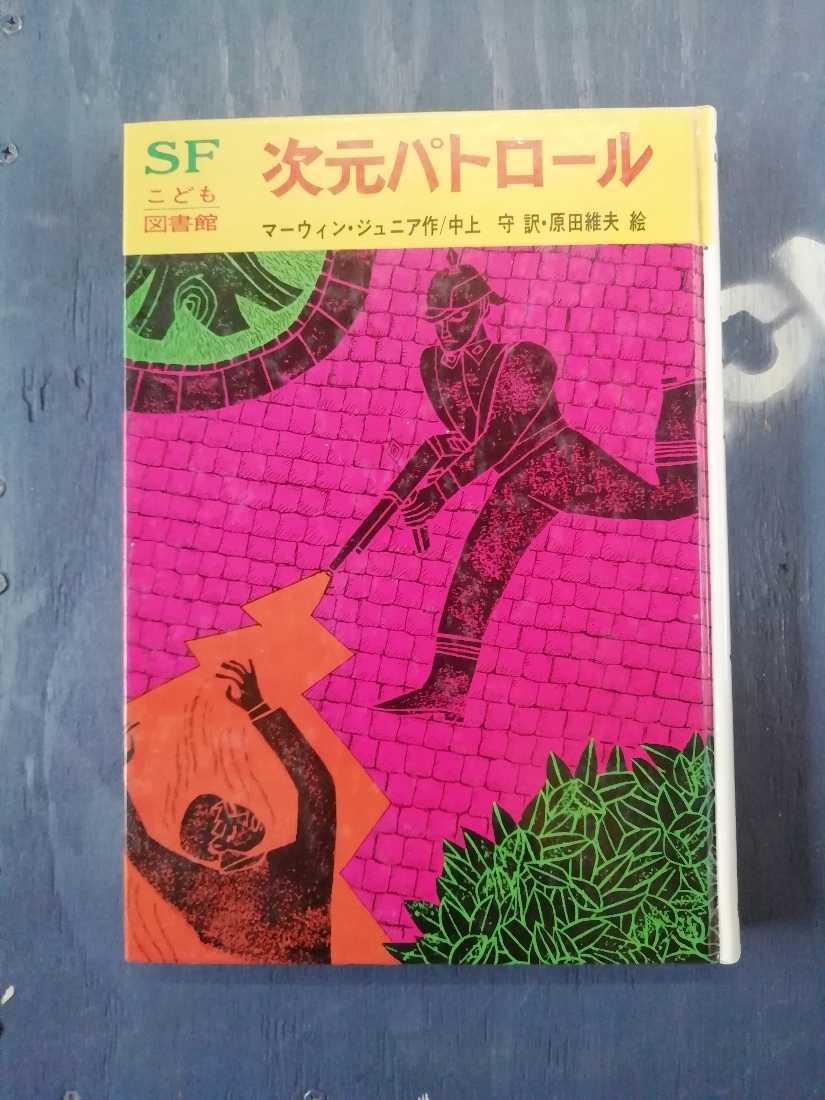 SF
こども
図書館
次元パトロール
マーウィン・ジュニア作/中上 守 訳・原田維夫 絵